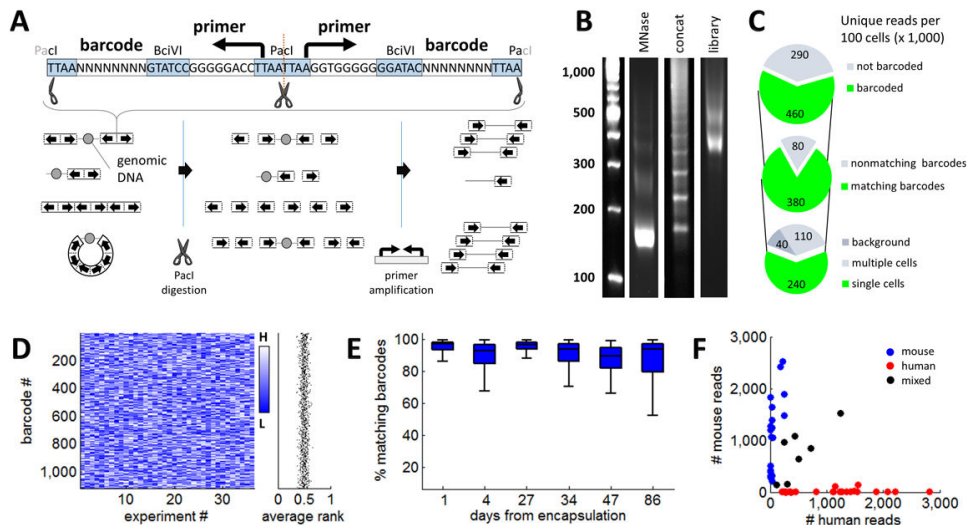 A
primer primer
PacI barcode BciVI PacI BciVI barcode PacI
TTAANNNNNNNNGTATCCGGGGGACCTTAATTAAGGTGGGGGGGATACNNNNNNNNTTAA
genomic
DNA
PacI
digestion
primer
amplification
B
MNase
concat
library
1,000
500
300
200
100
C
Unique reads per
100 cells (x 1,000)
290
460
not barcoded
barcoded
80
380
nonmatching barcodes
matching barcodes
40
110
240
background
multiple cells
single cells
D
barcode #
200
400
600
800
1,000
10 20 30
experiment #
H
L
0 0.5 1
average rank
E
% matching barcodes
100
80
60
40
20
1 4 27 34 47 86
days from encapsulation
F
# mouse reads
3,000
2,000
1,000
0
0 1,000 2,000 3,000
# human reads
mouse
human
mixed